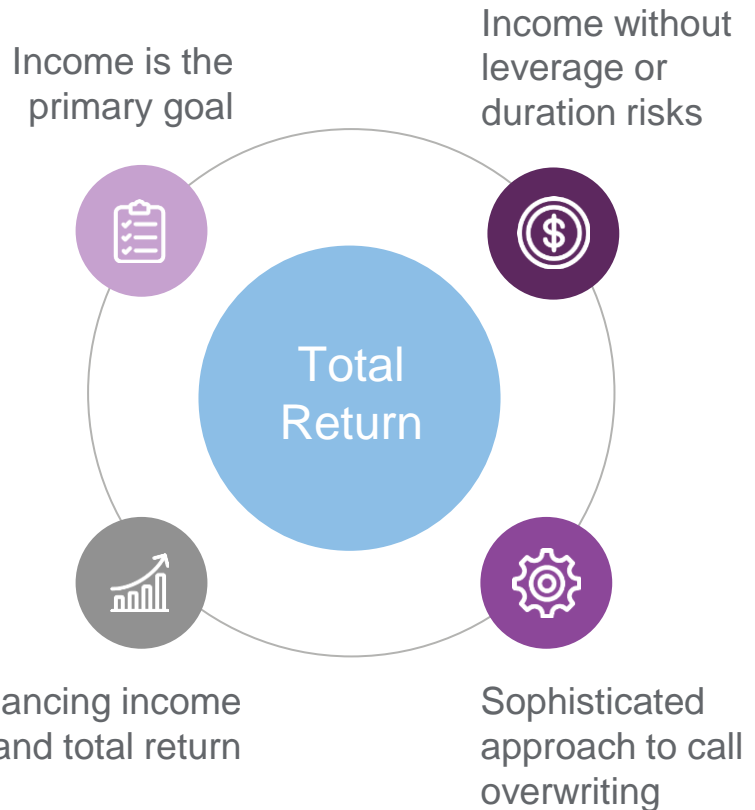 Income is the
primary goal
Income without
leverage or
duration risks
$
Total
Return
ancing income
and total return
Sophisticated
approach to call
overwriting